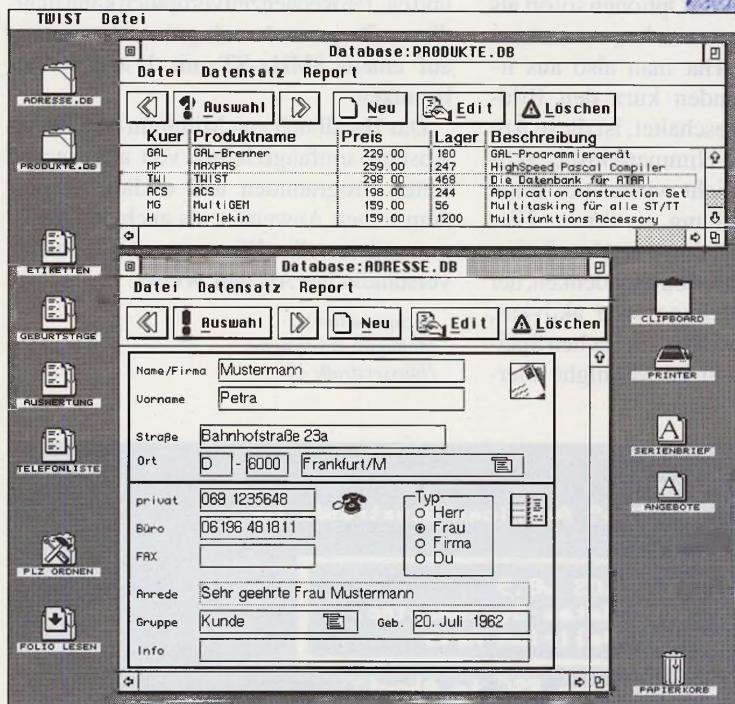 TWIST Datei
Database:PRODUKTE.DB
Datei Datensatz Report
Auswahl Neu Edit Löschen
Kuer Produktname Preis Lager Beschreibung
GAL GAL-Brenner 229.00 180 GAL-Programmiergerät
MP MAXPAS 259.00 247 HighSpeed Pascal Compiler
TWi TWIST 298.00 468 Die Datenbank für ATARI
ACS ACS 198.00 244 Application Construction Set
MG MultiGEM 159.00 56 Multitasking für alle ST/TT
Harlekin 159.00 1200 Multifunktions Accessory
Database:ADRESSE.DB
Datei Datensatz Report
Auswahl Neu Edit Löschen
Name/Firma Mustermann
Vorname Petra
Straße Bahnhofstraße 23a
Ort D - 6000 Frankfurt/M
privat 069 1235648
Büro 06196 481811
FAX
Typ
Herr
Frau
Firma
Du
Anrede Sehr geehrte Frau Mustermann
Gruppe Kunde Geb. 20. Juli 1962
Info
ADRESSE.DB
PRODUKTE.DB
ETIKETTEN
GEBURTSTAGE
AUSWERTUNG
TELEFONLISTE
PLZ ORDNEN
FOLIO LESEN
CLIPBOARD
PRINTER
SERIENBRIEF
ANGEBOTE
PAPIERKORB